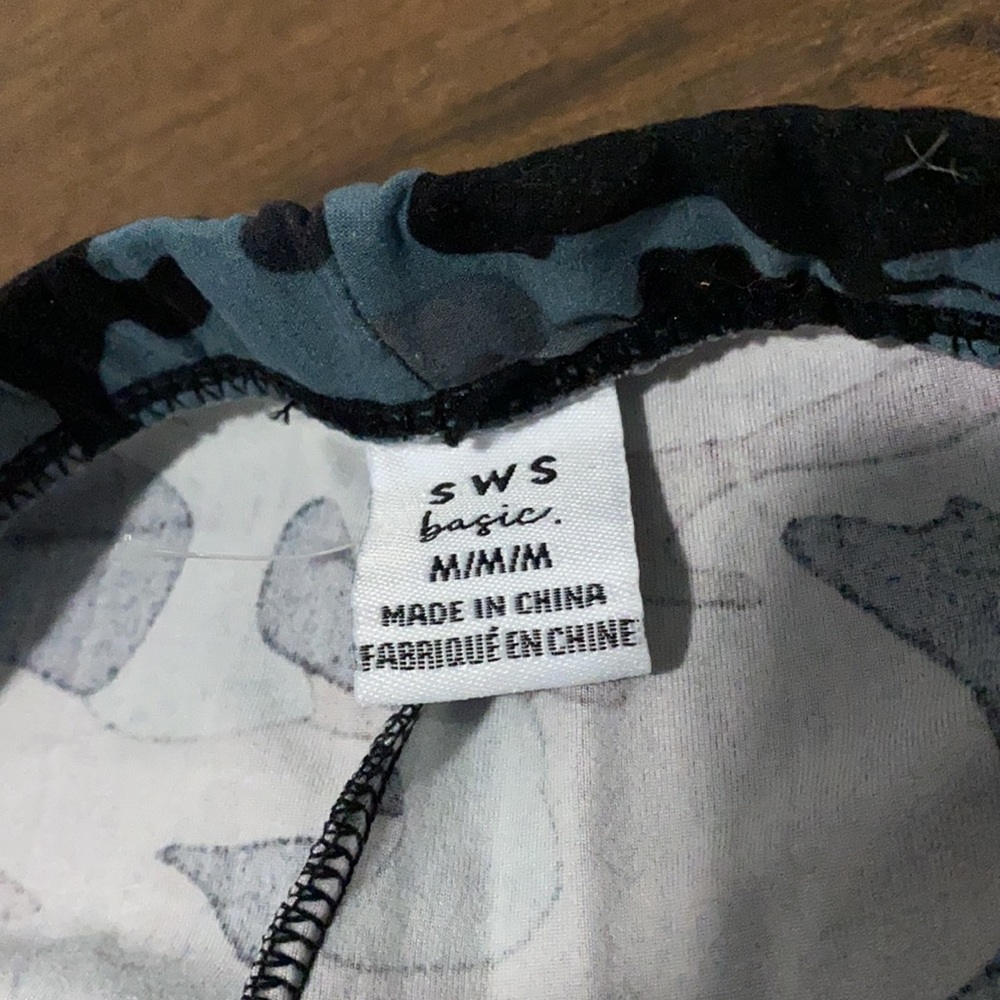 sws
basic.
M/M/M
MADE IN CHINA
FABRIQUÉ EN CHINE